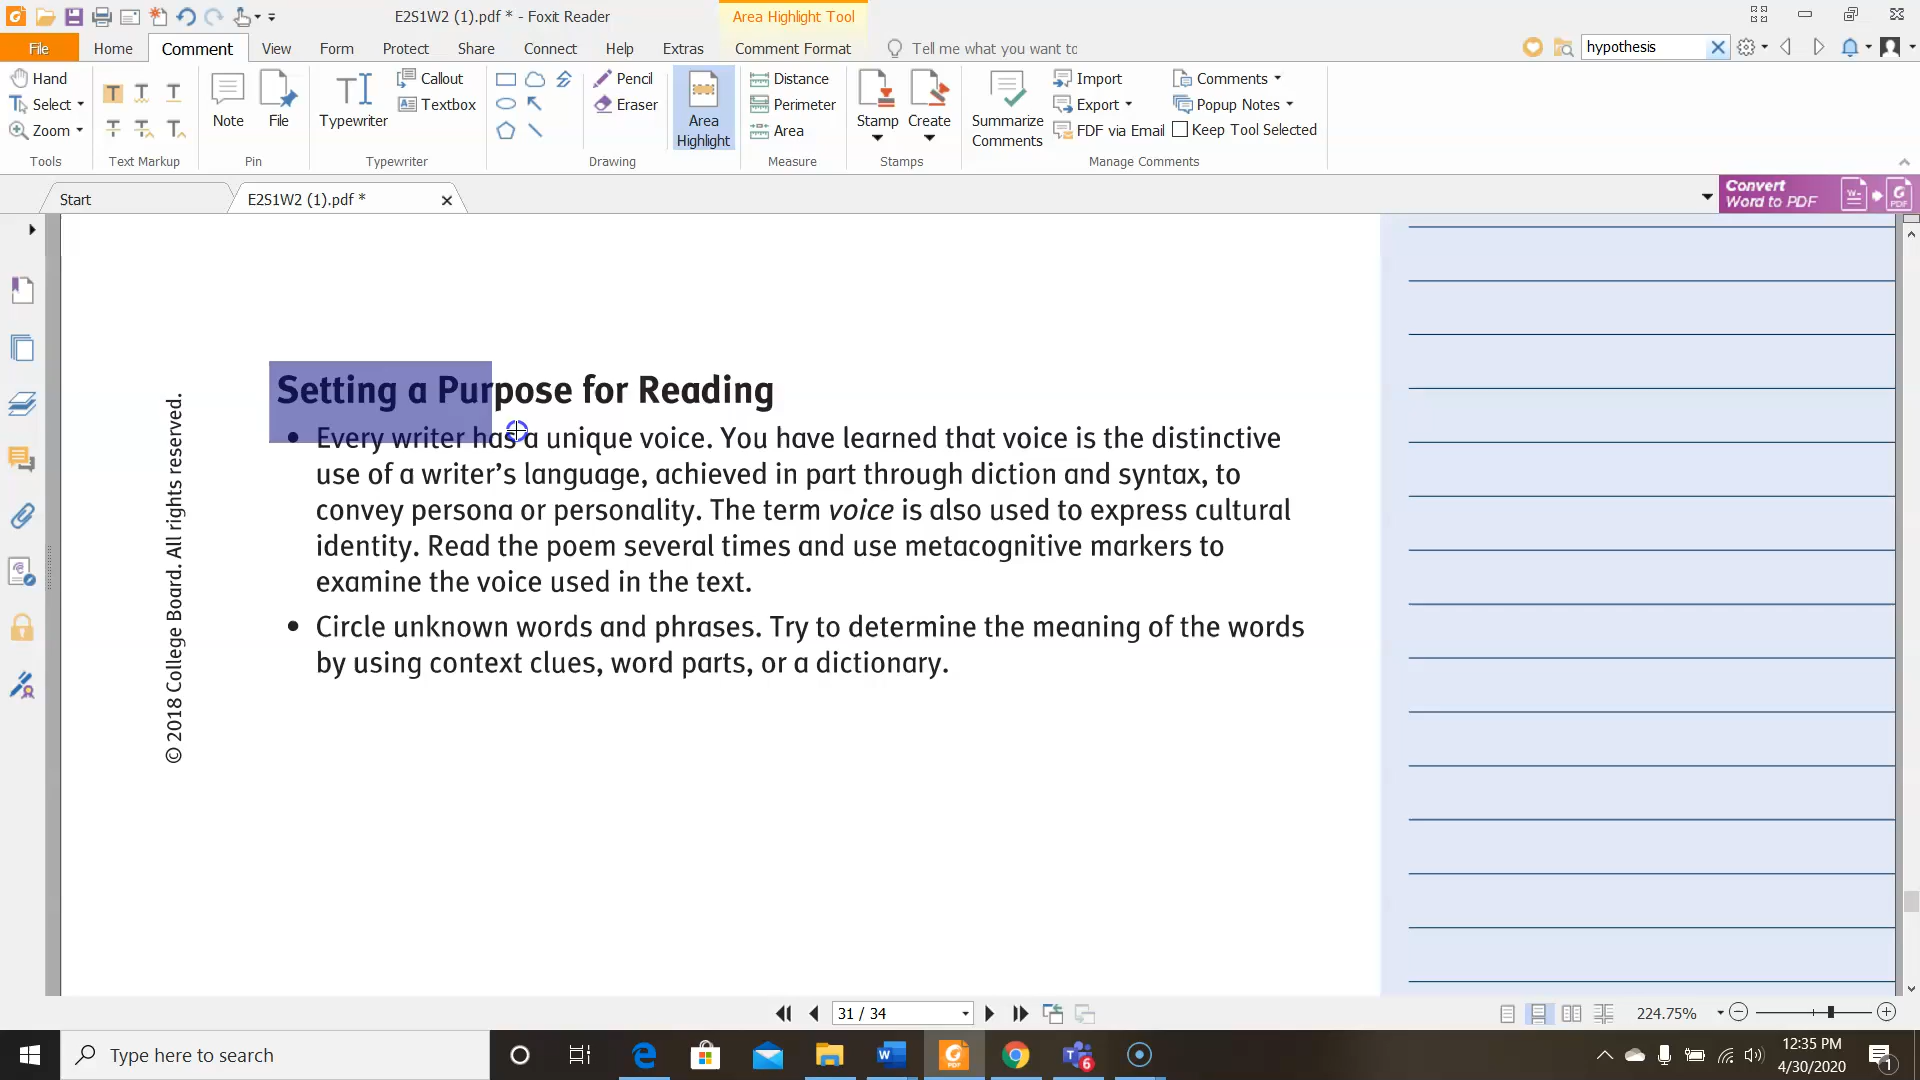 E2S1W2 (1).pdf * - Foxit Reader
Area Highlight Tool
File Home Comment View Form Protect Share Connect Help Extras Comment Format Tell me what you want to
hypothesis
Hand
Select
Zoom
Tools
Text Markup
Note
File
Pin
Typewriter
Callout
Textbox
Typewriter
Pencil
Eraser
Drawing
Area
Highlight
Distance
Perimeter
Area
Measure
Stamp
Create
Stamps
Summarize
Comments
Import
Export
FDF via Email
Comments
Popup Notes
Keep Tool Selected
Manage Comments
Start
E2S1W2 (1).pdf *
Convert
Word to PDF
© 2018 College Board. All rights reserved.
Setting a Purpose for Reading
• Every writer has a unique voice. You have learned that voice is the distinctive
use of a writer’s language, achieved in part through diction and syntax, to
convey persona or personality. The term voice is also used to express cultural
identity. Read the poem several times and use metacognitive markers to
examine the voice used in the text.
• Circle unknown words and phrases. Try to determine the meaning of the words
by using context clues, word parts, or a dictionary.
31 / 34
224.75%
Type here to search
6
12:35 PM
4/30/2020
1